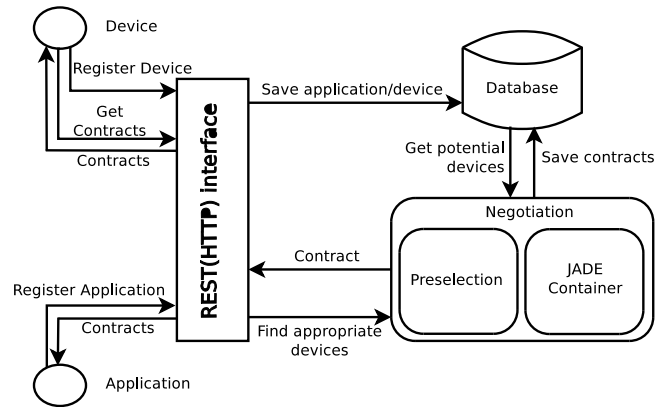 Device
Register Device
Get
Contracts
Contracts
REST(HTTP) interface
Save application/device
Database
Get potential
devices
Save contracts
Negotiation
Preselection
JADE
Container
Contract
Find appropriate
devices
Register Application
Contracts
Application